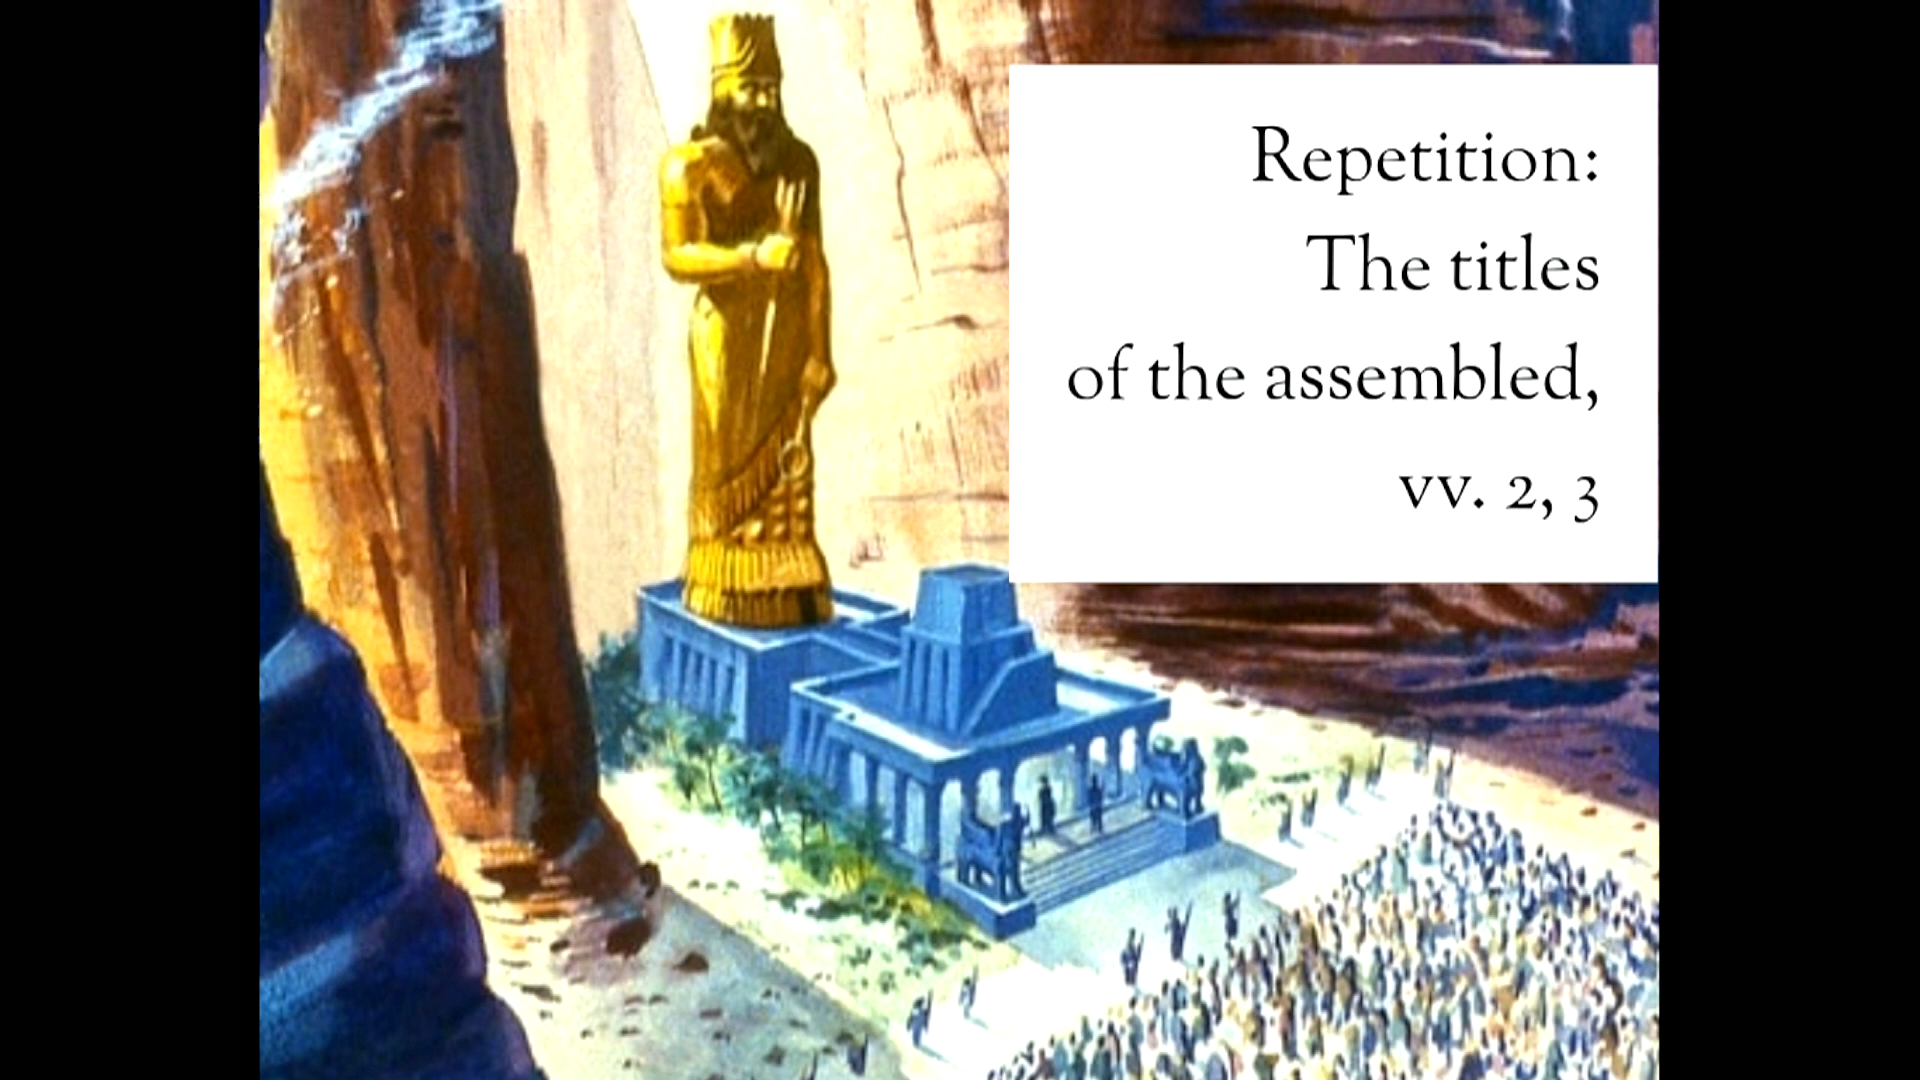 Repetition:
The titles
of the assembled,
vv. 2, 3